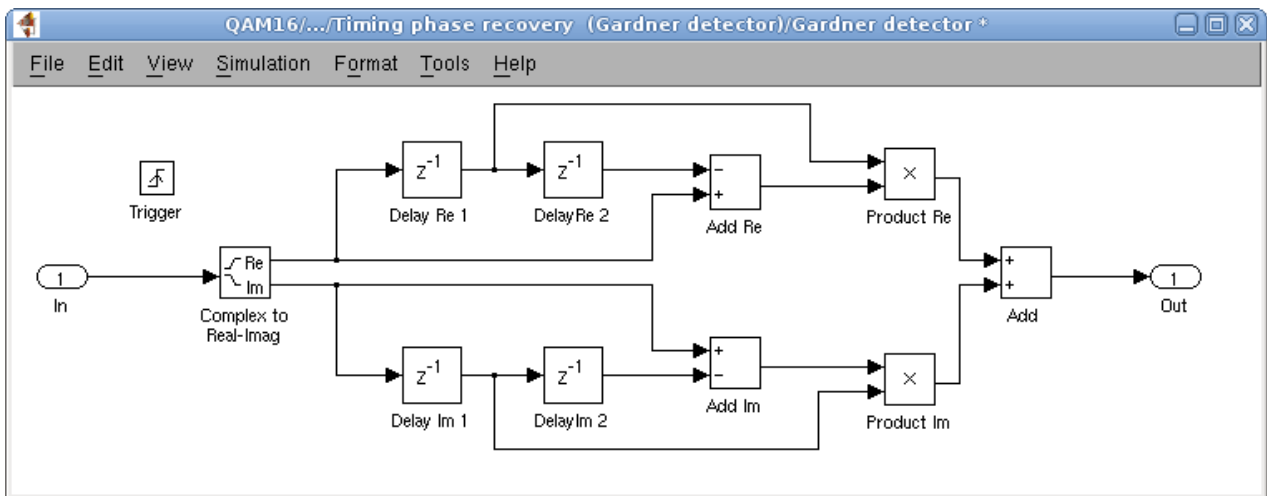 QAM16/.../Timing phase recovery (Gardner detector)/Gardner detector *
File Edit View Simulation Format Tools Help
Trigger
z-1
Delay Re 1
z-1
DelayRe 2
−
+
Add Re
×
Product Re
1
In
Re
Im
Complex to
Real-Imag
+
+
Add
1
Out
z-1
Delay Im 1
z-1
DelayIm 2
+
−
Add Im
×
Product Im